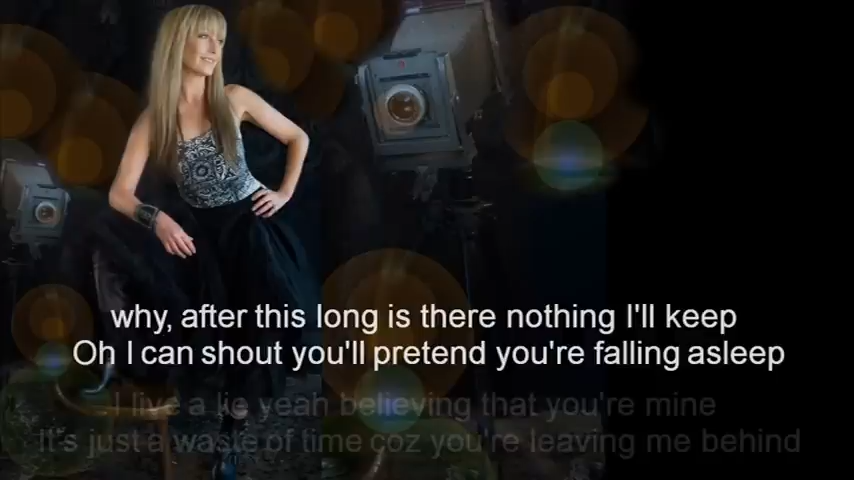 why, after this long is there nothing I'll keep
Oh I can shout you'll pretend you're falling asleep
I live a lie yeah believing that you're mine
It's just a waste of time coz you're leaving me behind